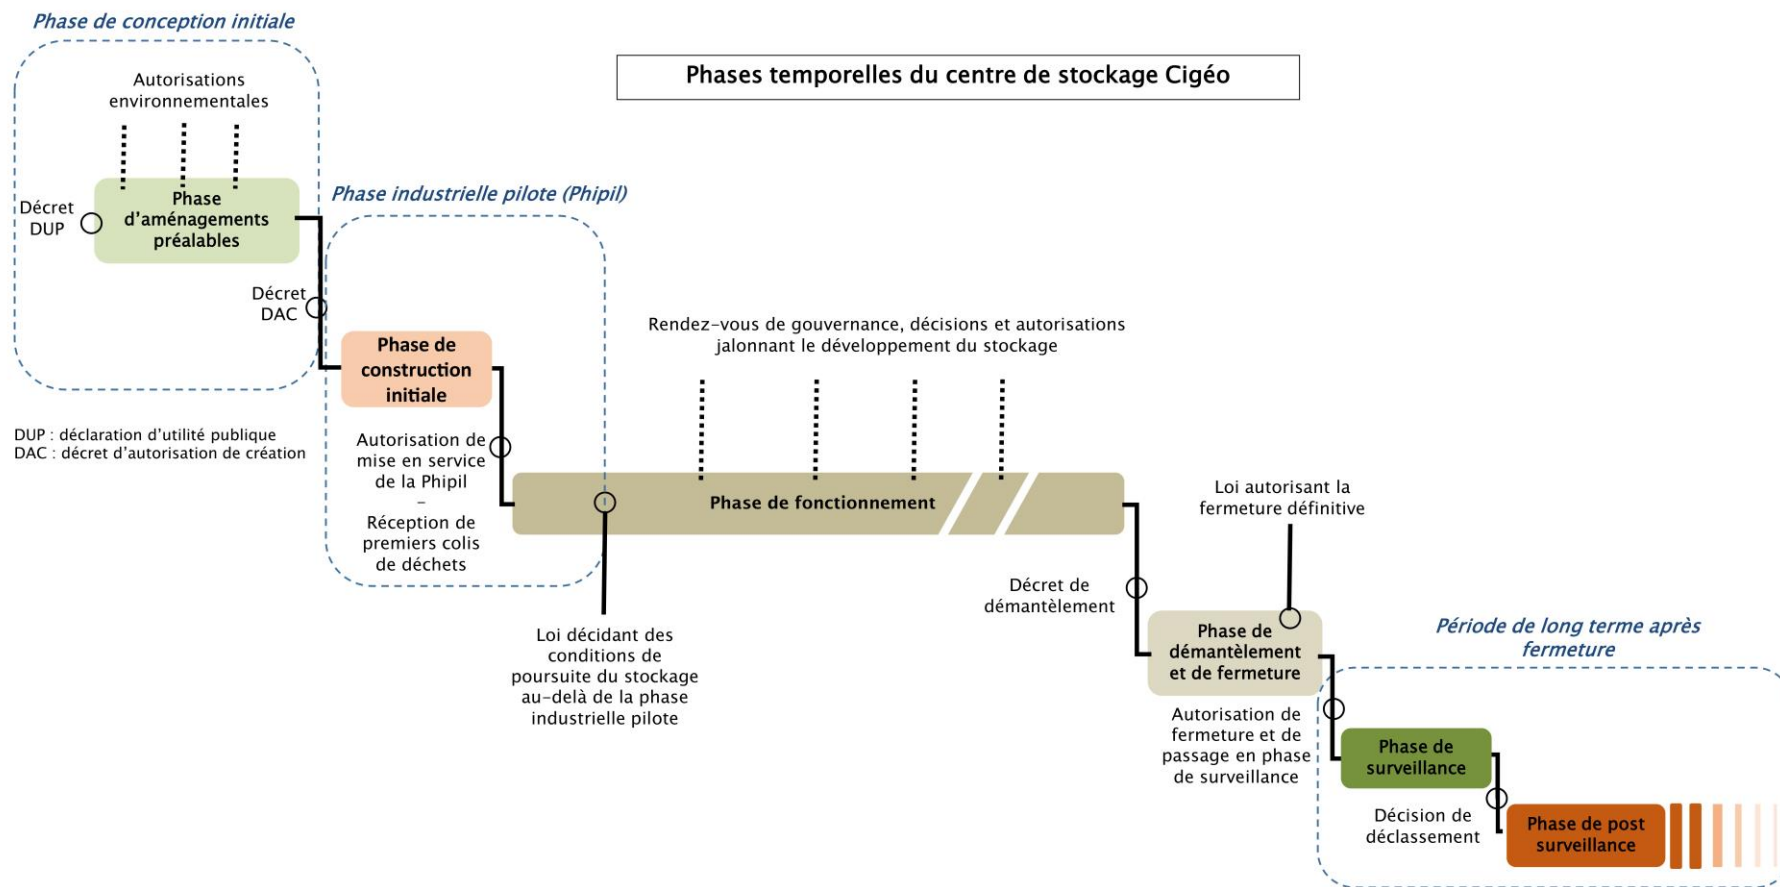 Phase de conception initiale
Phases temporelles du centre de stockage Cigéo
Autorisations
environnementales
Phase industrielle pilote (Phipil)
Décret
DUP
Phase
d'aménagements
préalables
Décret
DAC
Phase de
construction
initiale
Rendez-vous de gouvernance, décisions et autorisations
jalonnant le développement du stockage
DUP : déclaration d'utilité publique
DAC : décret d'autorisation de création
Autorisation de
mise en service
de la Phipil
–
Réception de
premiers colis
de déchets
Phase de fonctionnement
Loi autorisant la
fermeture définitive
Décret de
démantèlement
Loi décidant des
conditions de
poursuite du stockage
au-delà de la phase
industrielle pilote
Phase de
démantèlement
et de fermeture
Période de long terme après
fermeture
Autorisation de
fermeture et de
passage en phase
de surveillance
Phase de
surveillance
Décision de
déclassement
Phase de post
surveillance